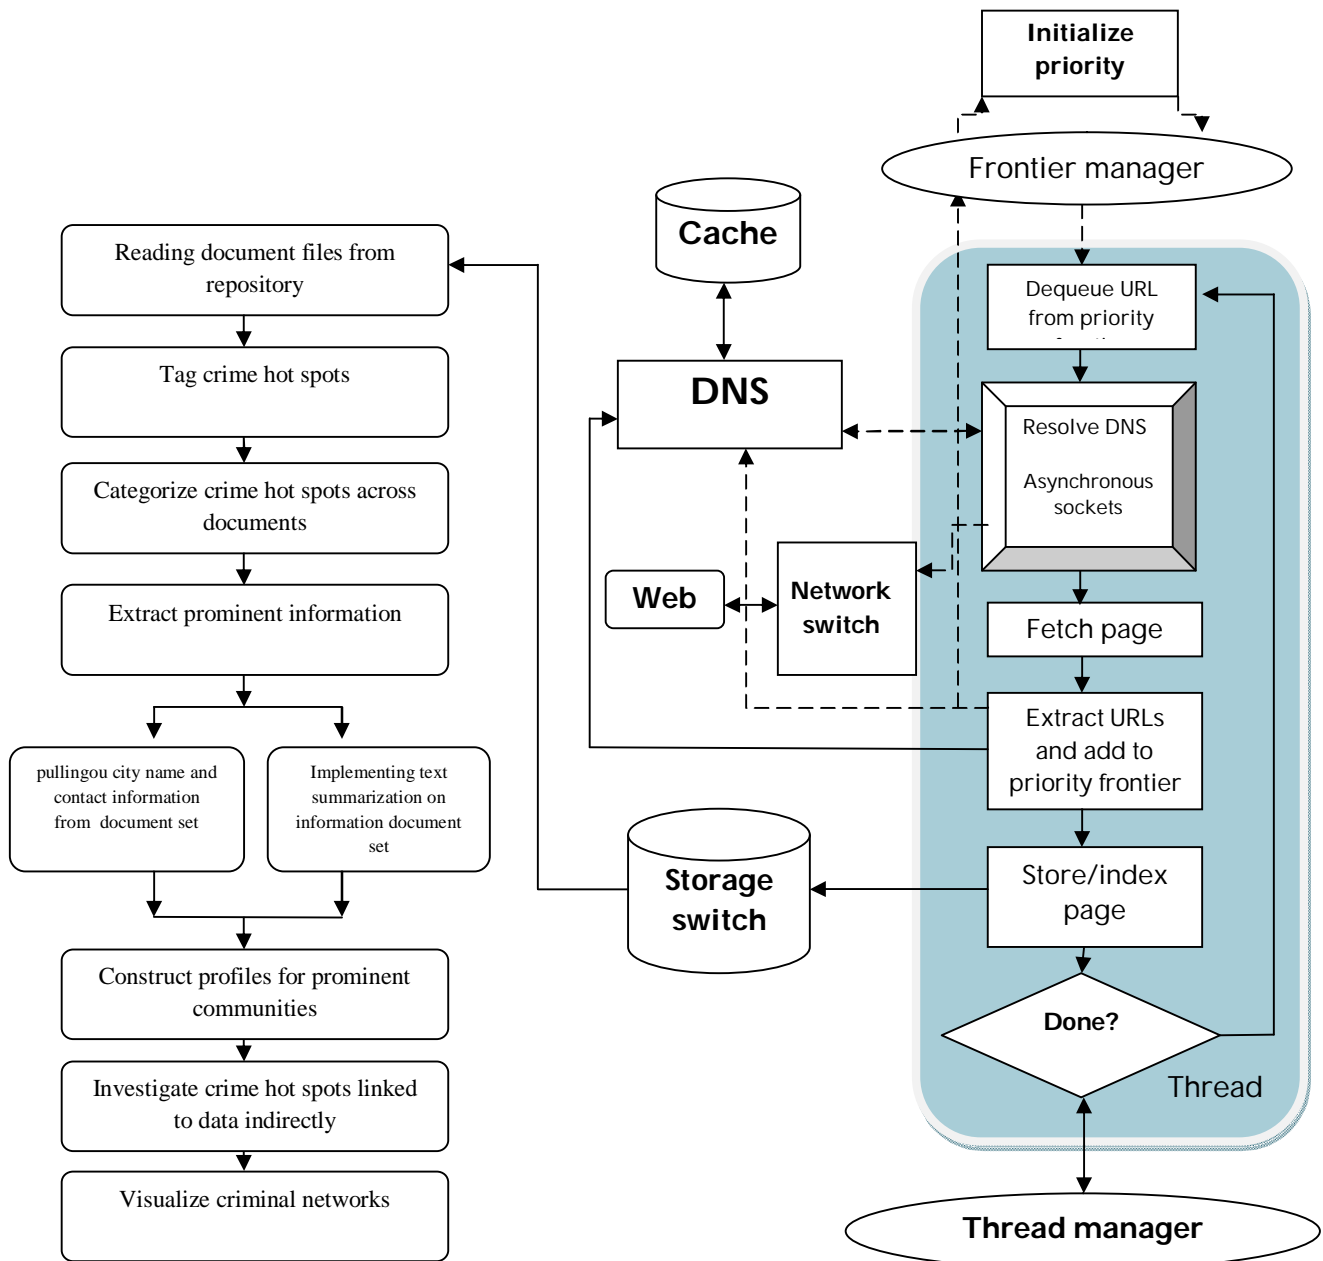 Initialize
priority
Frontier manager
Cache
DNS
Web
Network
switch
Storage
switch
Dequeue URL
from priority
Resolve DNS
Asynchronous
sockets
Fetch page
Extract URLs
and add to
priority frontier
Store/index
page
Done?
Thread
Thread manager
Reading document files from
repository
Tag crime hot spots
Categorize crime hot spots across
documents
Extract prominent information
pullingou city name and
contact information
from document set
Implementing text
summarization on
information document
set
Construct profiles for prominent
communities
Investigate crime hot spots linked
to data indirectly
Visualize criminal networks